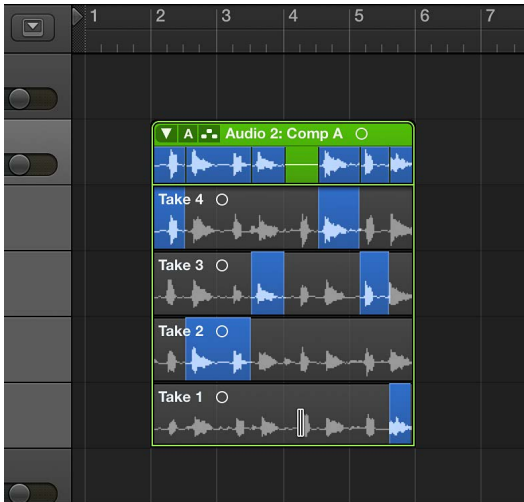 1 2 3 4 5 6 7
A Audio 2: Comp A
Take 4
Take 3
Take 2
Take 1